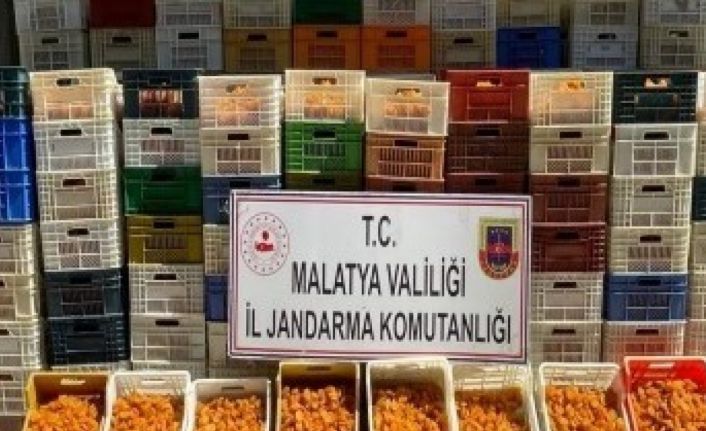 T.C.
MALATYA VALİLİĞİ
İL JANDARMA KOMUTANLIĞI